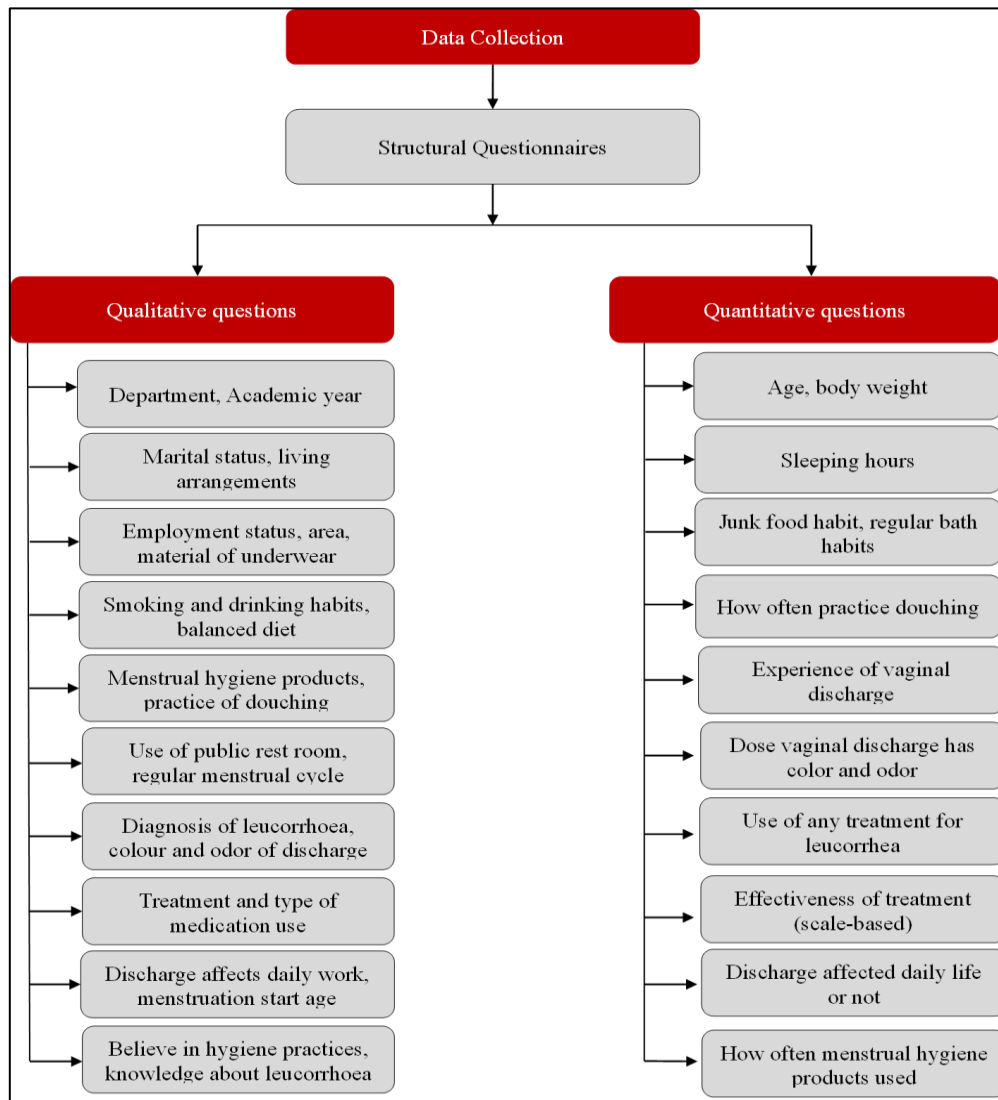 Data Collection
Structural Questionnaires
Qualitative questions
Department, Academic year
Marital status, living
arrangements
Employment status, area,
material of underwear
Smoking and drinking habits,
balanced diet
Menstrual hygiene products,
practice of douching
Use of public rest room,
regular menstrual cycle
Diagnosis of leucorrhoea,
colour and odor of discharge
Treatment and type of
medication use
Discharge affects daily work,
menstruation start age
Believe in hygiene practices,
knowledge about leucorrhoea
Quantitative questions
Age, body weight
Sleeping hours
Junk food habit, regular bath
habits
How often practice douching
Experience of vaginal
discharge
Dose vaginal discharge has
color and odor
Use of any treatment for
leucorrhea
Effectiveness of treatment
(scale-based)
Discharge affected daily life
or not
How often menstrual hygiene
products used